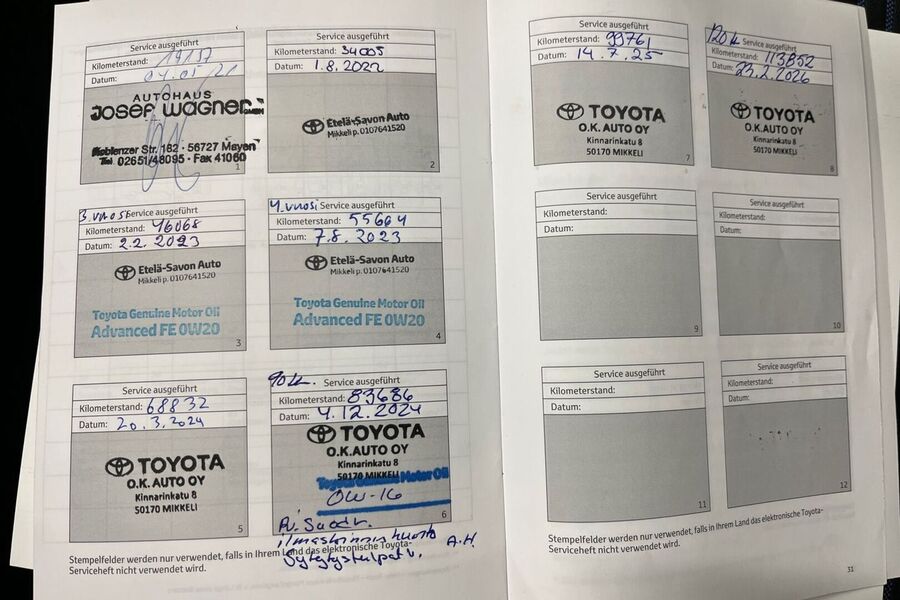 Service ausgeführt
Kilometerstand: 19137
Datum: 04.05.21
AUTOHAUS
JOSEF WAGNER GMBH
Koblenzer Str. 182 · 56727 Mayen
Tel. 02651/48095 · Fax 41060
1
Service ausgeführt
Kilometerstand: 34005
Datum: 1.8.2022
Etelä-Savon Auto
Mikkeli p. 0107641520
2
3. vuosi Service ausgeführt
Kilometerstand: 46068
Datum: 2.2.2023
Etelä-Savon Auto
Mikkeli p. 0107641520
Toyota Genuine Motor Oil
Advanced FE 0W20
3
4. vuosi Service ausgeführt
Kilometerstand: 55664
Datum: 7.8.2023
Etelä-Savon Auto
Mikkeli p. 0107641520
Toyota Genuine Motor Oil
Advanced FE 0W20
4
Service ausgeführt
Kilometerstand: 68832
Datum: 20.3.2024
TOYOTA
O.K. AUTO OY
Kinnarinkatu 8
50170 MIKKELI
5
90tk. Service ausgeführt
Kilometerstand: 83686
Datum: 4.12.2024
TOYOTA
O.K. AUTO OY
Kinnarinkatu 8
50170 MIKKELI
Toyota Genuine Motor Oil
0W-16
6
ilmastoinnin huolto
sytytystulpat v. A.H.
Stempelfelder werden nur verwendet, falls in Ihrem Land das elektronische Toyota-
Serviceheft nicht verwendet wird.
Service ausgeführt
Kilometerstand: 99761
Datum: 14.7.25
TOYOTA
O.K. AUTO OY
Kinnarinkatu 8
50170 MIKKELI
7
120tk Service ausgeführt
Kilometerstand: 113852
Datum: 23.2.2026
TOYOTA
O.K. AUTO OY
Kinnarinkatu 8
50170 MIKKELI
8
Service ausgeführt
Kilometerstand:
Datum:
9
Service ausgeführt
Kilometerstand:
Datum:
10
Service ausgeführt
Kilometerstand:
Datum:
11
Service ausgeführt
Kilometerstand:
Datum:
12
Stempelfelder werden nur verwendet, falls in Ihrem Land das elektronische Toyota-
Serviceheft nicht verwendet wird.
31